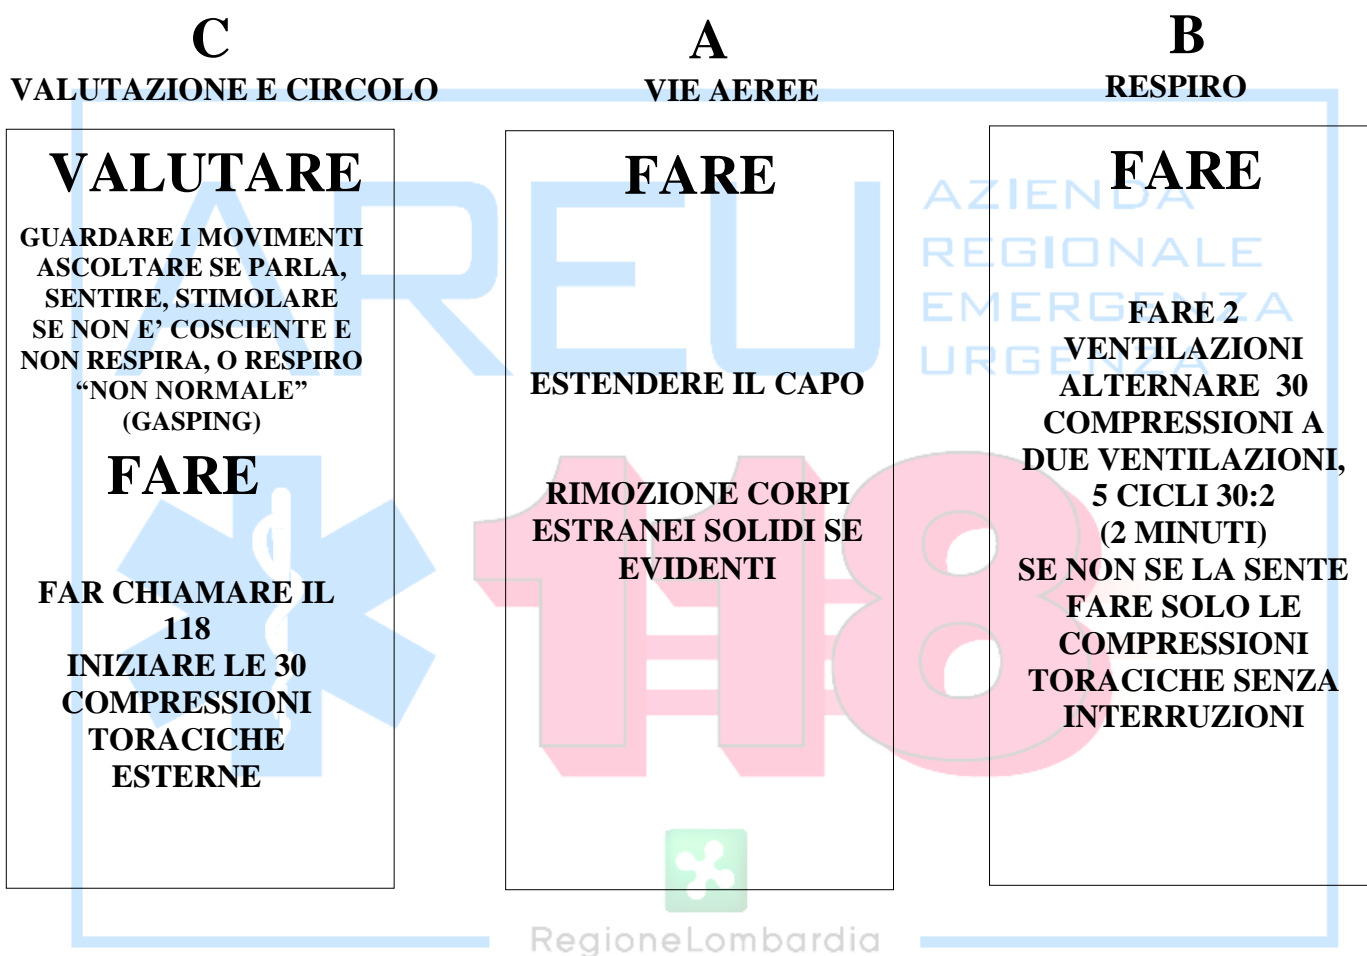 C
VALUTAZIONE E CIRCOLO
VALUTARE
GUARDARE I MOVIMENTI
ASCOLTARE SE PARLA,
SENTIRE, STIMOLARE
SE NON E’ COSCIENTE E
NON RESPIRA, O RESPIRO
“NON NORMALE”
(GASPING)
FARE
FAR CHIAMARE IL
118
INIZIARE LE 30
COMPRESSIONI
TORACICHE
ESTERNE
A
VIE AEREE
FARE
ESTENDERE IL CAPO
RIMOZIONE CORPI
ESTRANEI SOLIDI SE
EVIDENTI
B
RESPIRO
FARE
FARE 2
VENTILAZIONI
ALTERNARE 30
COMPRESSIONI A
DUE VENTILAZIONI,
5 CICLI 30:2
(2 MINUTI)
SE NON SE LA SENTE
FARE SOLO LE
COMPRESSIONI
TORACICHE SENZA
INTERRUZIONI
AREU
AZIENDA
REGIONALE
EMERGENZA
URGENZA
118
RegioneLombardia